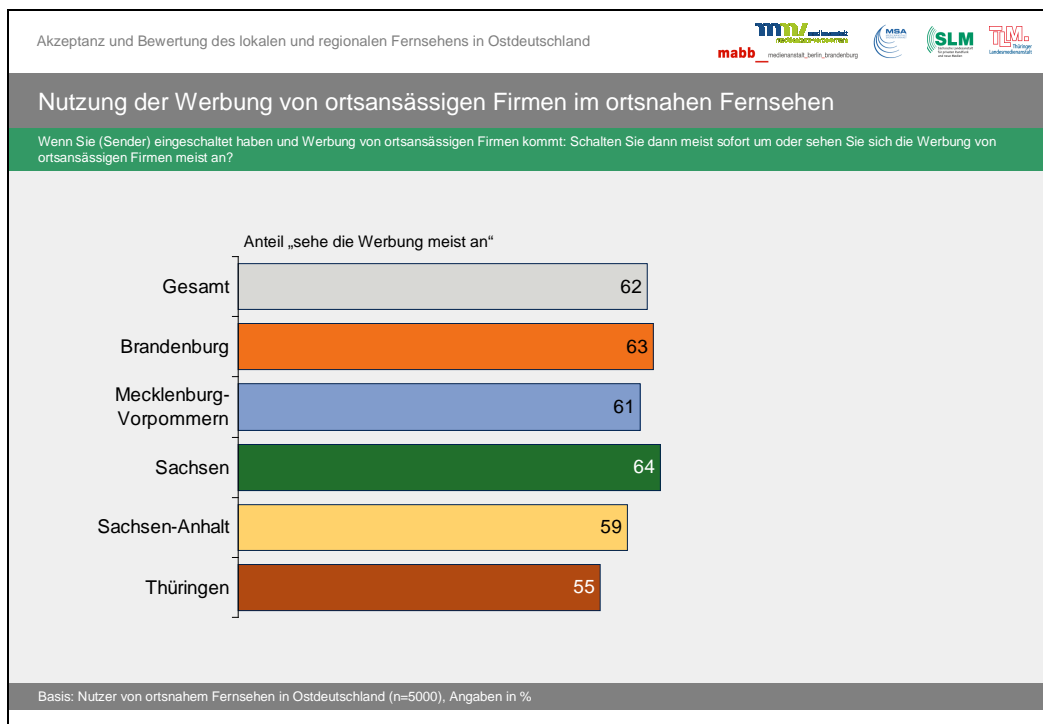 Akzeptanz und Bewertung des lokalen und regionalen Fernsehens in Ostdeutschland
mabb
medienanstalt_berlin_brandenburg
MSA
SLM
TLM.
Thüringer
Landesmedienanstalt
Nutzung der Werbung von ortsansässigen Firmen im ortsnahen Fernsehen
Wenn Sie (Sender) eingeschaltet haben und Werbung von ortsansässigen Firmen kommt: Schalten Sie dann meist sofort um oder sehen Sie sich die Werbung von
ortsansässigen Firmen meist an?
Anteil „sehe die Werbung meist an“
Gesamt
62
Brandenburg
63
Mecklenburg-
Vorpommern
61
Sachsen
64
Sachsen-Anhalt
59
Thüringen
55
Basis: Nutzer von ortsnahem Fernsehen in Ostdeutschland (n=5000), Angaben in %